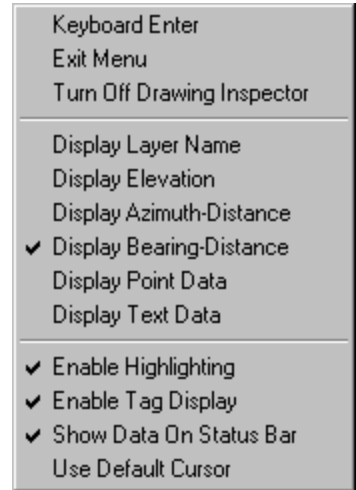 Keyboard Enter
Exit Menu
Turn Off Drawing Inspector
Display Layer Name
Display Elevation
Display Azimuth-Distance
Display Bearing-Distance
Display Point Data
Display Text Data
Enable Highlighting
Enable Tag Display
Show Data On Status Bar
Use Default Cursor